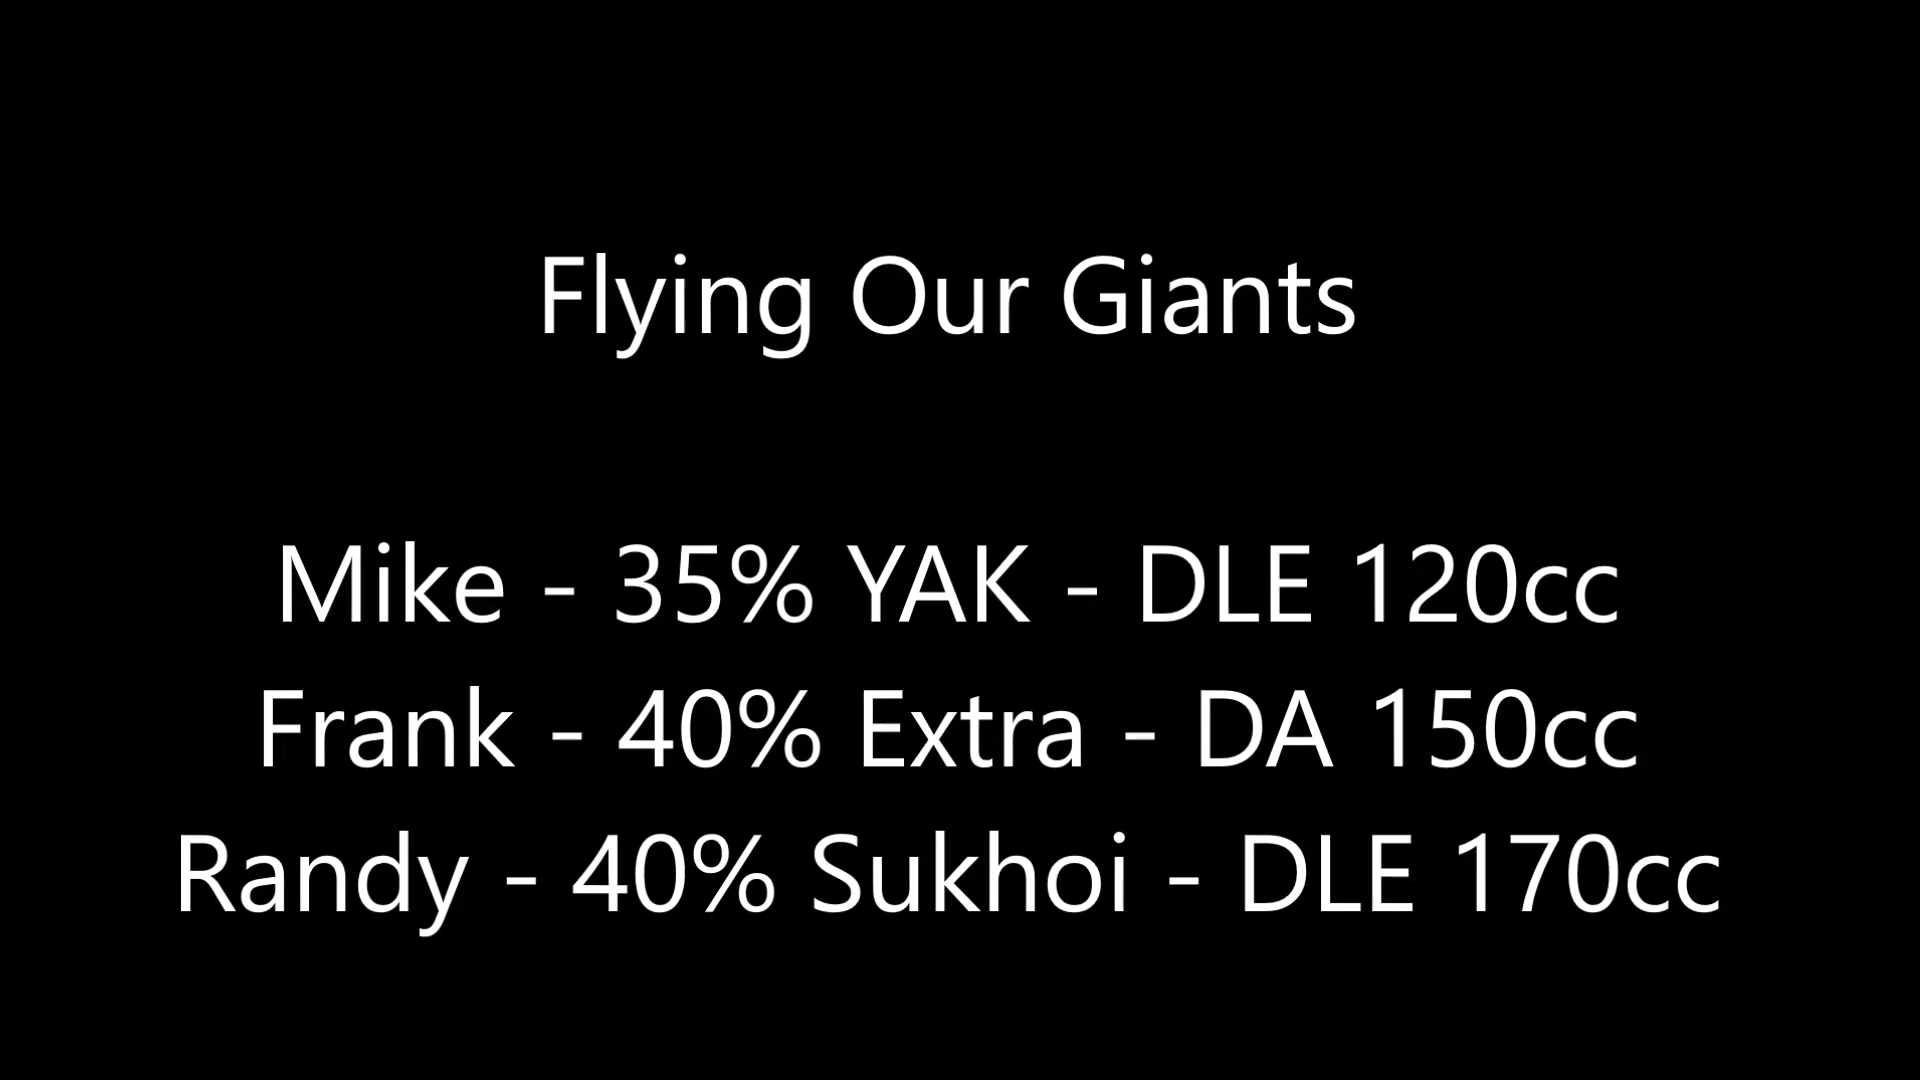 Flying Our Giants
Mike - 35% YAK - DLE 120cc
Frank - 40% Extra - DA 150cc
Randy - 40% Sukhoi - DLE 170cc